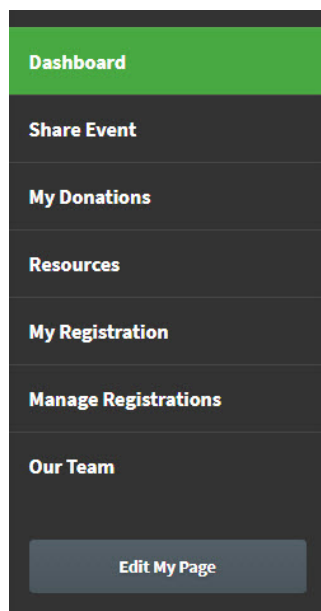 Dashboard
Share Event
My Donations
Resources
My Registration
Manage Registrations
Our Team
Edit My Page